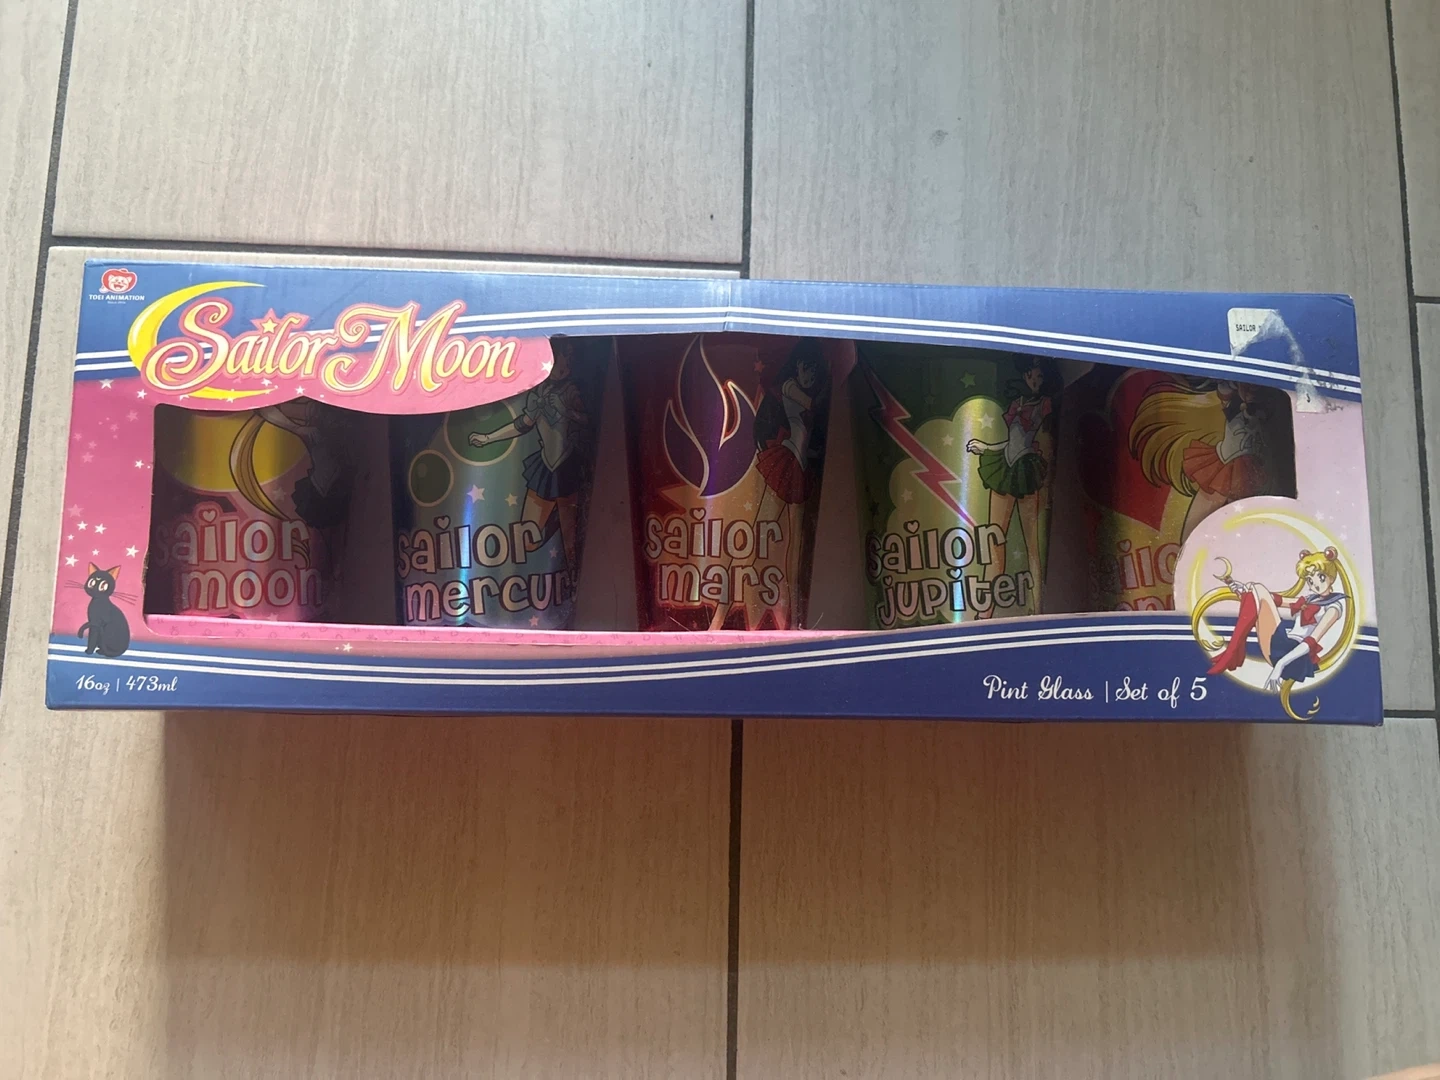 TOEI ANIMATION
Sailor Moon
SAILOR
sailor
moon
sailor
mercury
sailor
mars
sailor
jupiter
16oz | 473ml
Pint Glass | Set of 5